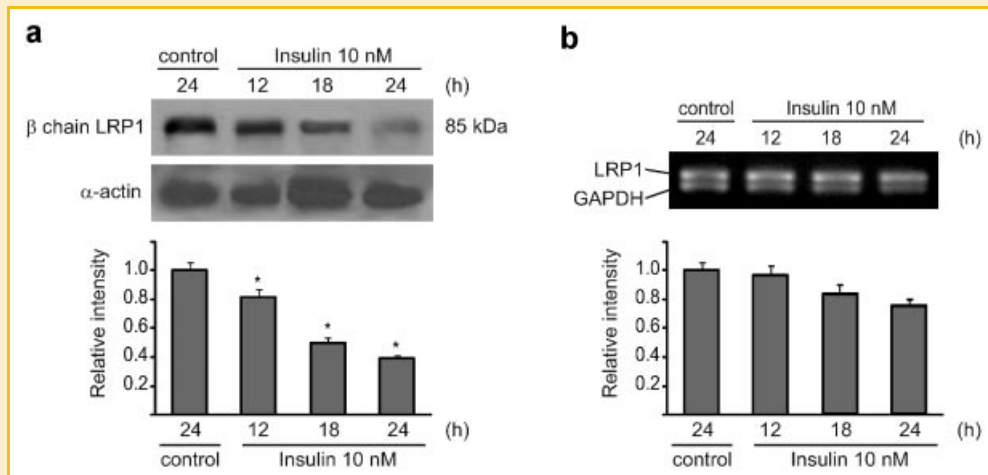 a
control Insulin 10 nM
24 12 18 24 (h)
β chain LRP1 85 kDa
α-actin
Relative intensity
1.0
0.8
0.6
0.4
0.2
*
*
*
24 12 18 24 (h)
control Insulin 10 nM
b
control Insulin 10 nM
24 12 18 24 (h)
LRP1
GAPDH
Relative intensity
1.0
0.8
0.6
0.4
0.2
24 12 18 24 (h)
control Insulin 10 nM